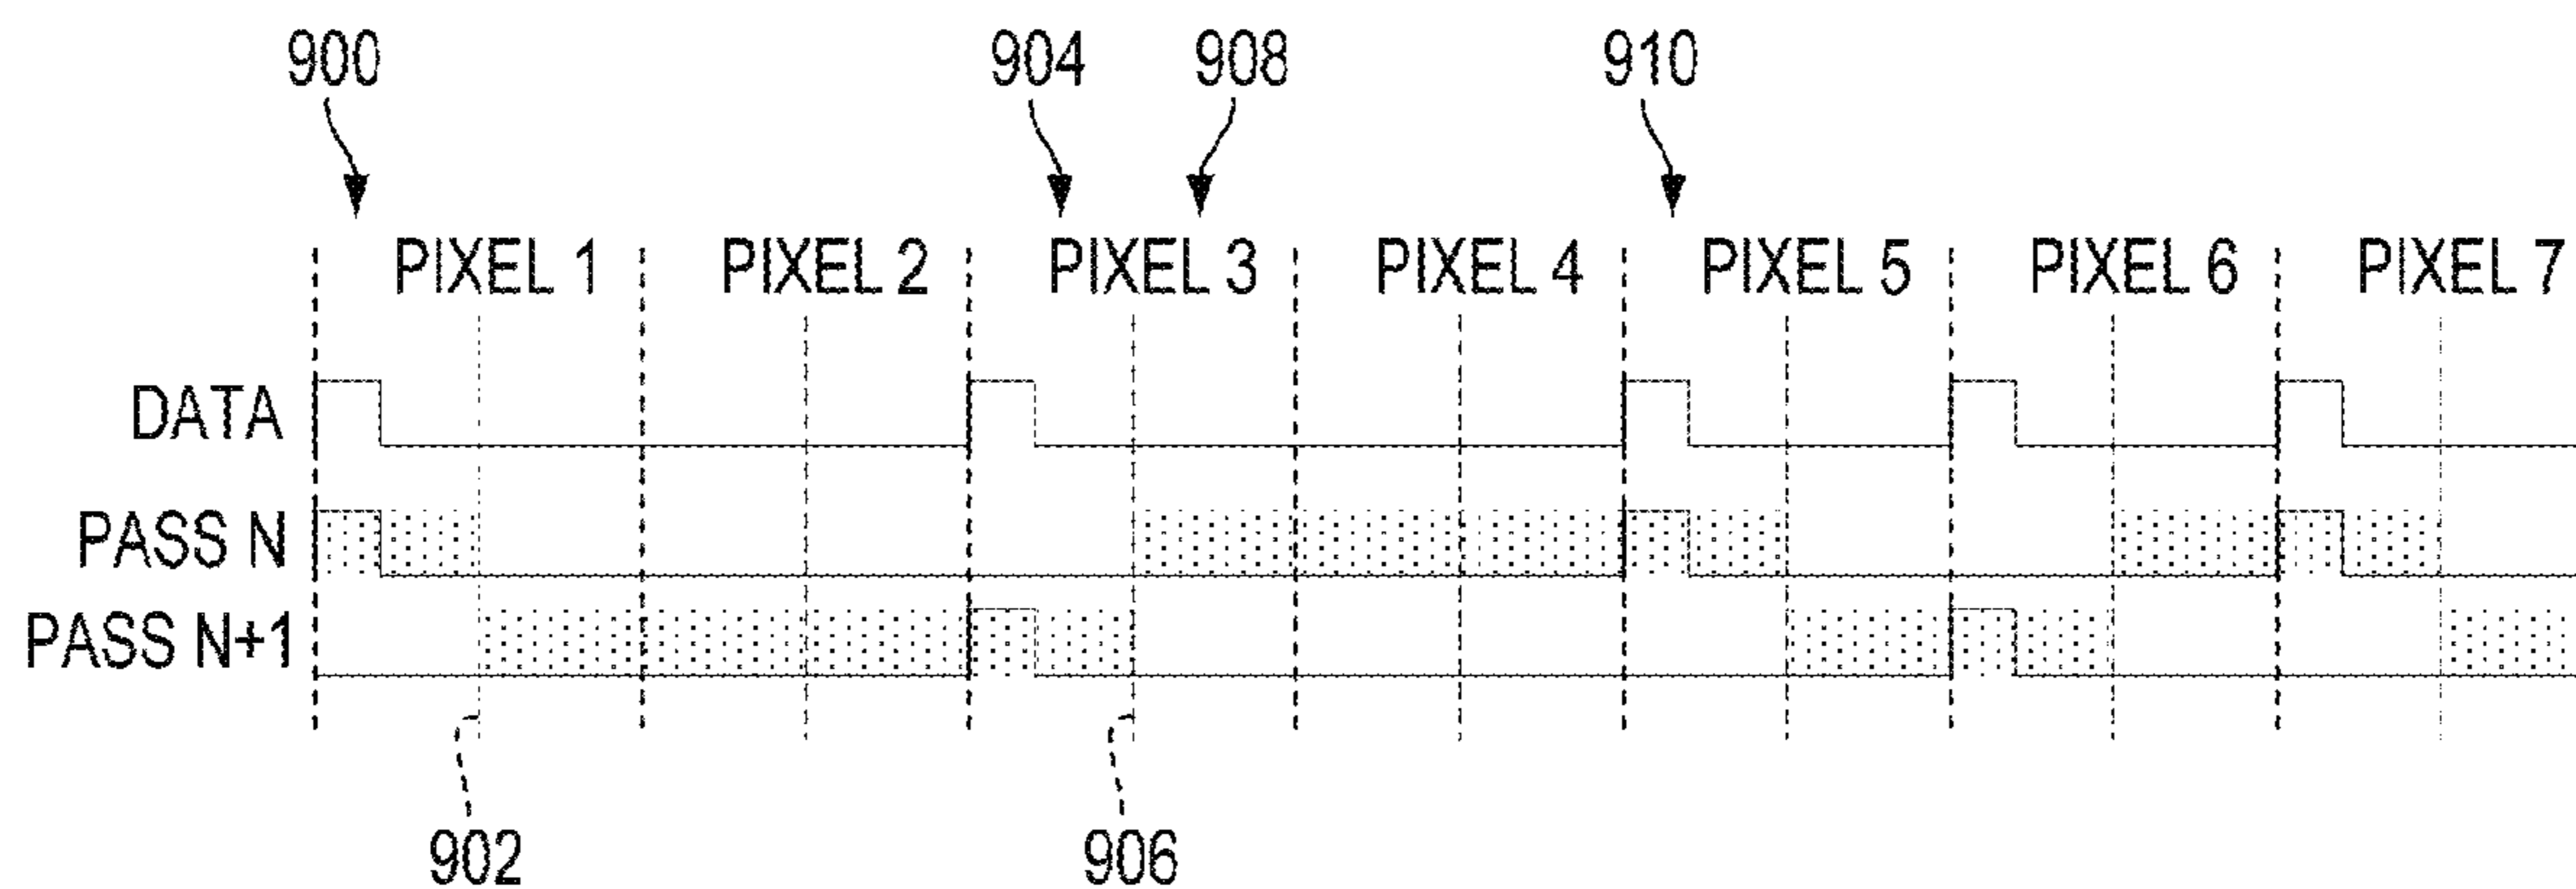 900 904 908 910
PIXEL 1 PIXEL 2 PIXEL 3 PIXEL 4 PIXEL 5 PIXEL 6 PIXEL 7
DATA
PASS N
PASS N+1
902 906